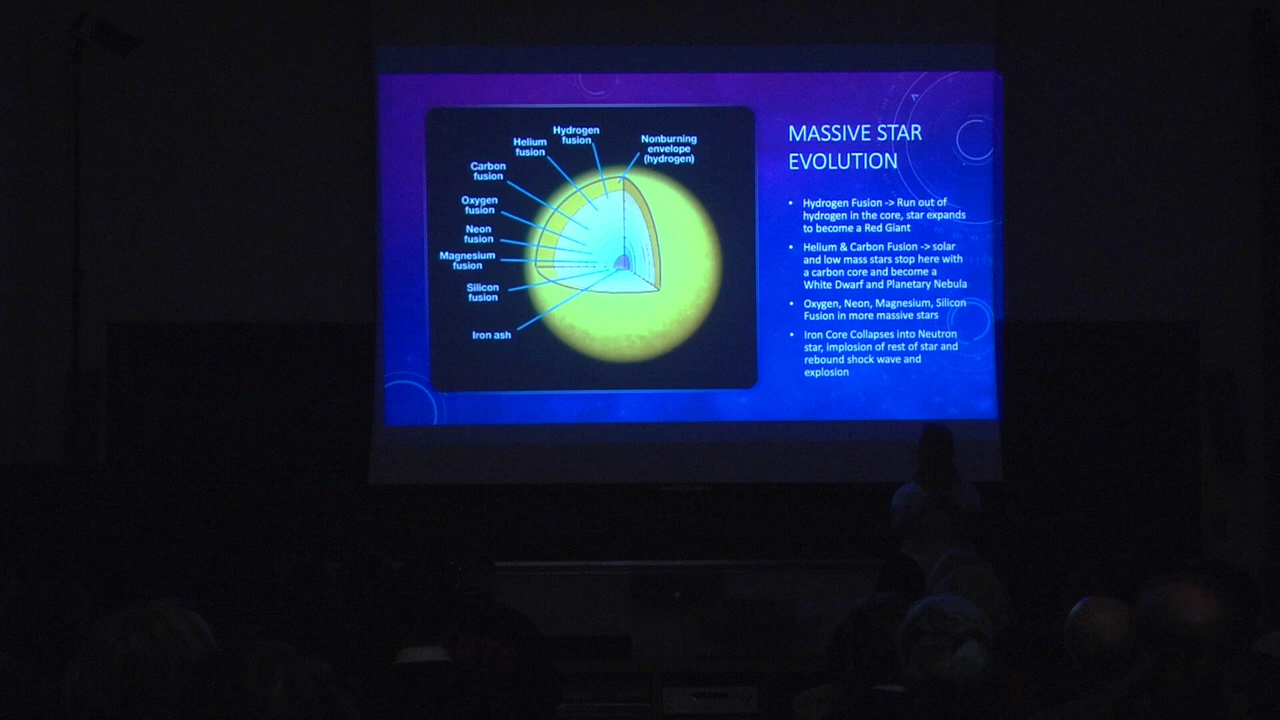 Hydrogen
fusion
Helium
fusion
Nonburning
envelope
(hydrogen)
Carbon
fusion
Oxygen
fusion
Neon
fusion
Magnesium
fusion
Silicon
fusion
Iron ash
MASSIVE STAR
EVOLUTION
• Hydrogen Fusion -> Run out of
hydrogen in the core, star expands
to become a Red Giant
• Helium & Carbon Fusion -> solar
and low mass stars stop here with
a carbon core and become a
White Dwarf and Planetary Nebula
• Oxygen, Neon, Magnesium, Silicon
Fusion in more massive stars
• Iron Core Collapses into Neutron
star, implosion of rest of star and
rebound shock wave and
explosion